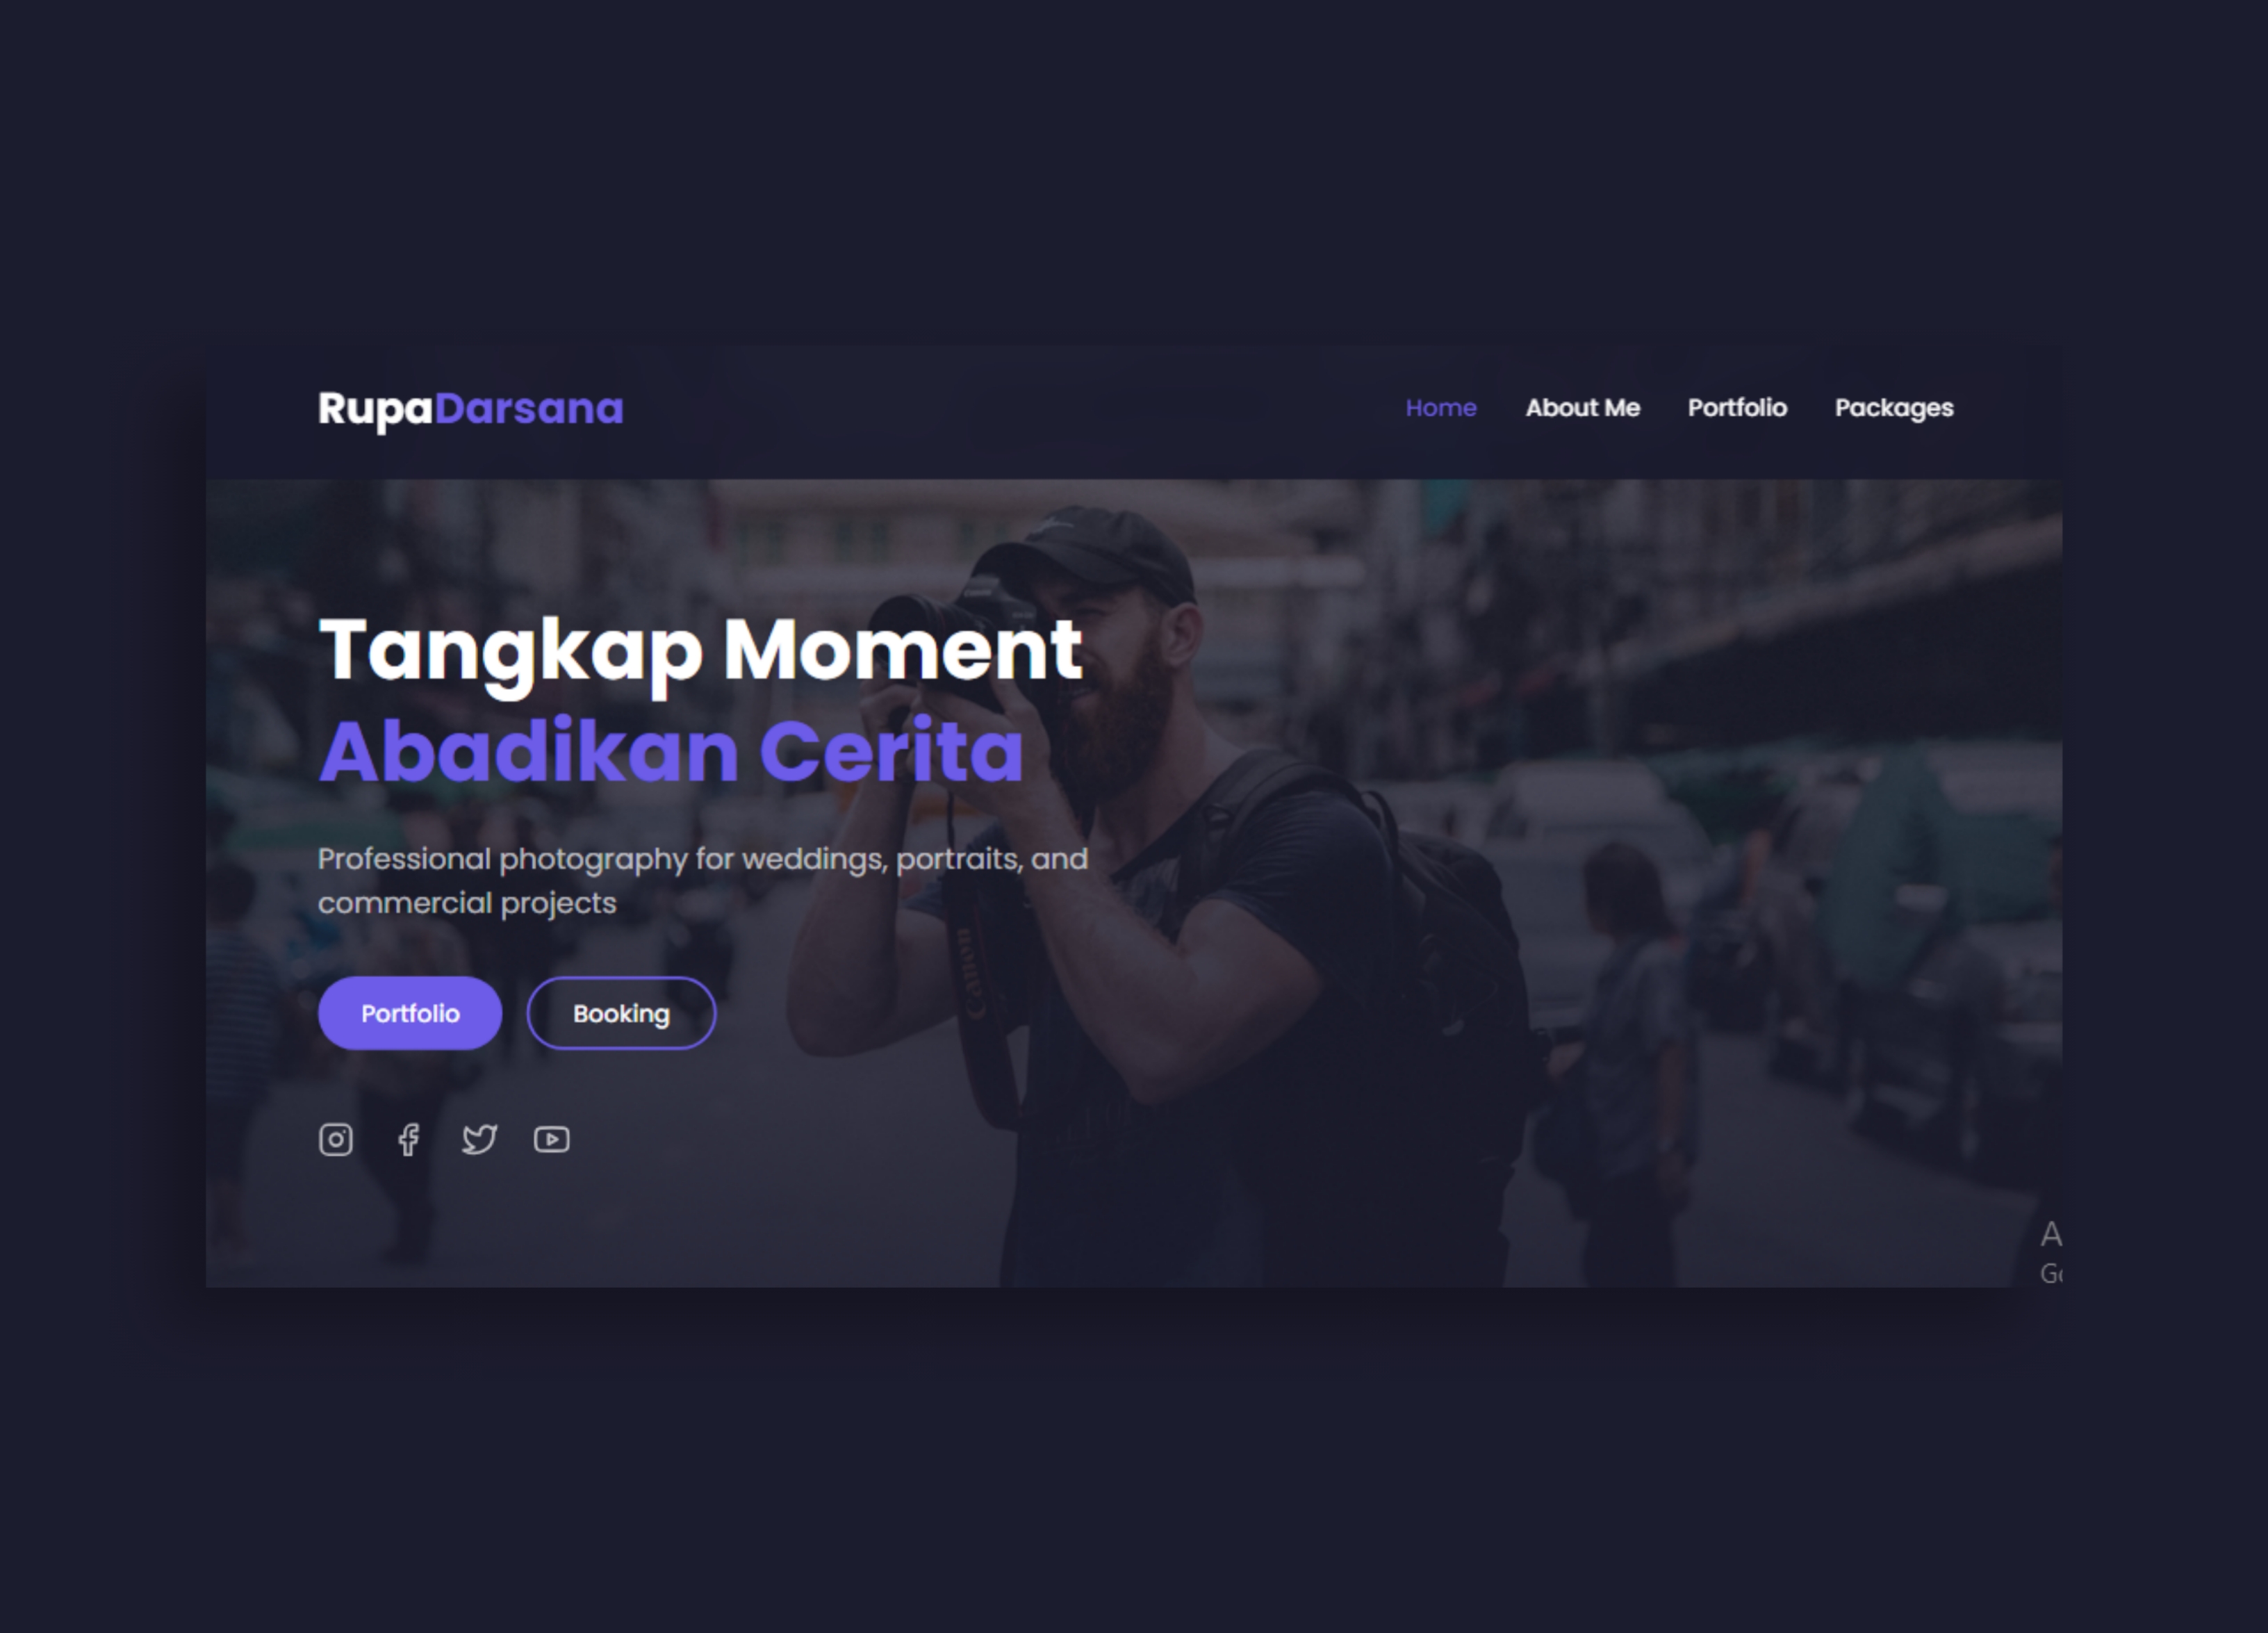 RupaDarsana
Home About Me Portfolio Packages
Tangkap Moment
Abadikan Cerita
Professional photography for weddings, portraits, and
commercial projects
Portfolio Booking
Canon